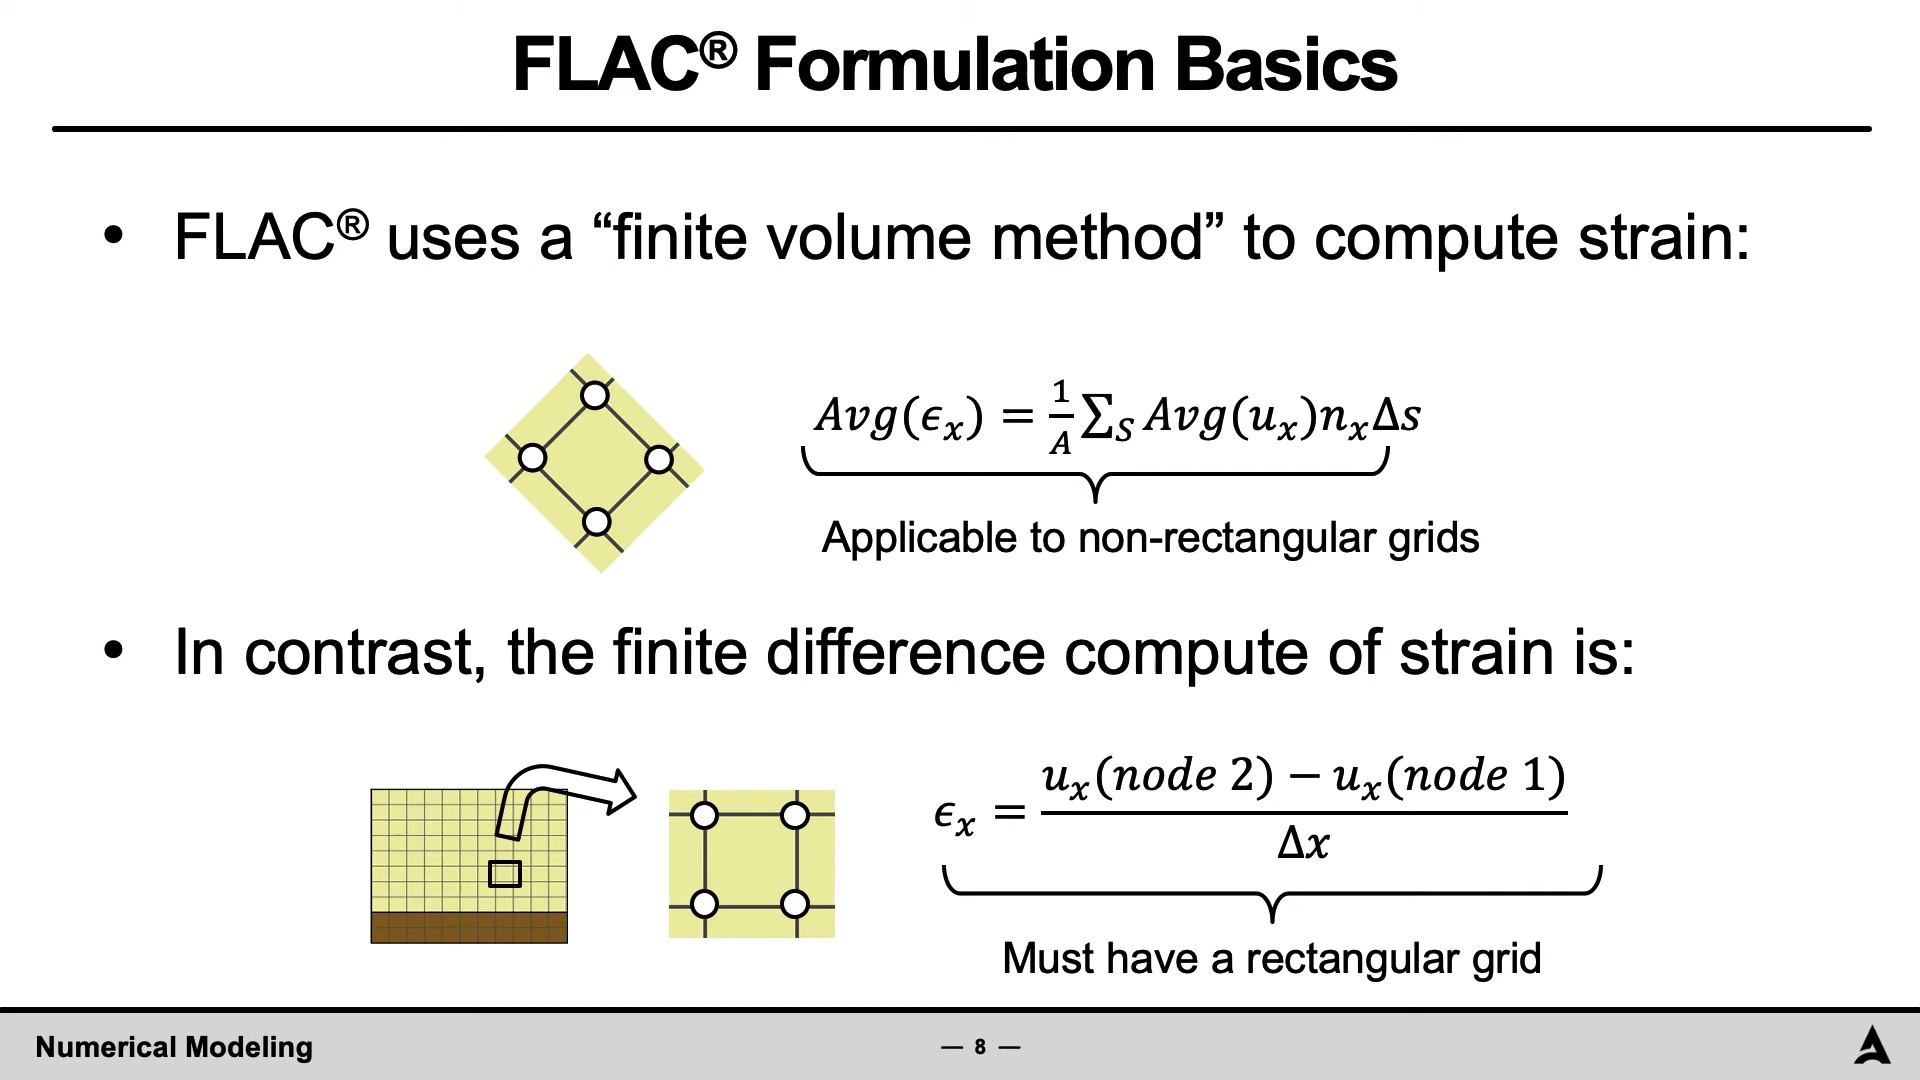 FLAC® Formulation Basics
• FLAC® uses a “finite volume method” to compute strain:
Avg(ϵₓ) = 1/A ∑_S Avg(uₓ)nₓΔs
Applicable to non-rectangular grids
• In contrast, the finite difference compute of strain is:
ϵₓ = (uₓ(node 2) − uₓ(node 1)) / Δx
Must have a rectangular grid
Numerical Modeling
— 8 —